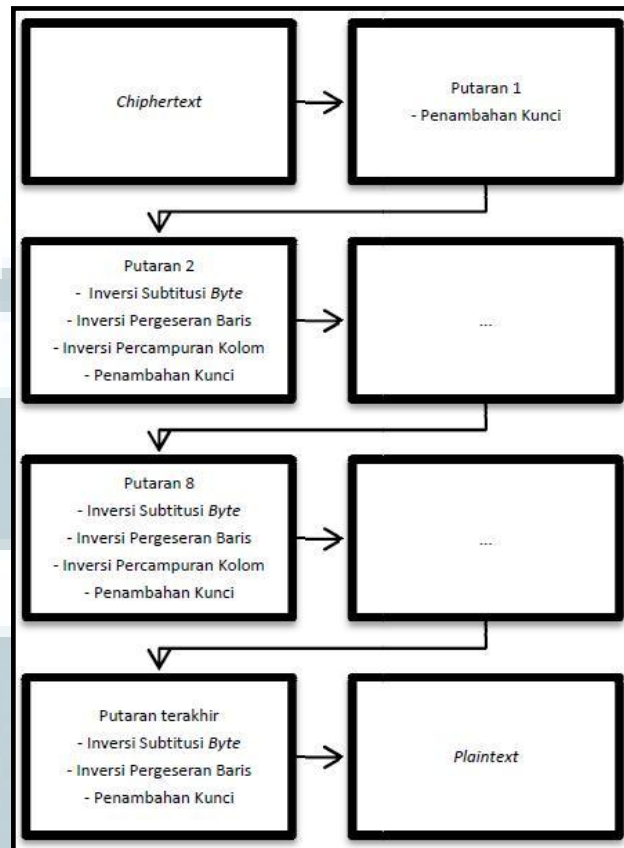 Chiphertext
Putaran 1
- Penambahan Kunci
Putaran 2
- Inversi Subtitusi Byte
- Inversi Pergeseran Baris
- Inversi Percampuran Kolom
- Penambahan Kunci
...
Putaran 8
- Inversi Subtitusi Byte
- Inversi Pergeseran Baris
- Inversi Percampuran Kolom
- Penambahan Kunci
...
Putaran terakhir
- Inversi Subtitusi Byte
- Inversi Pergeseran Baris
- Penambahan Kunci
Plaintext